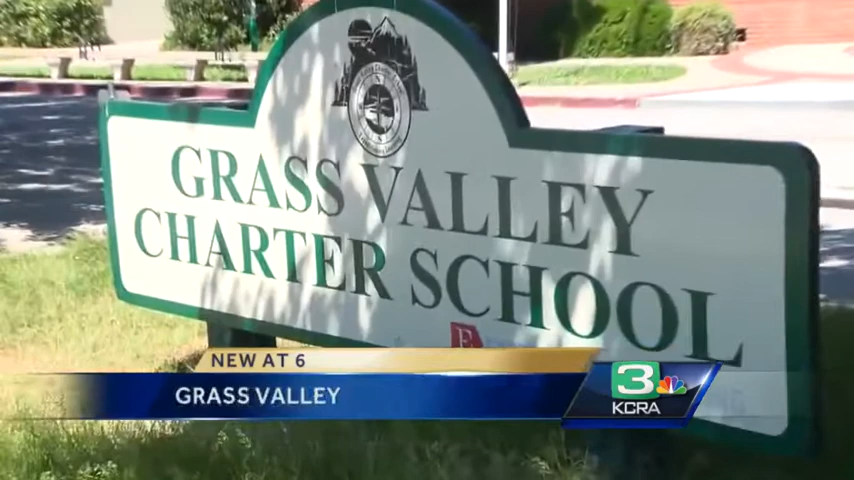 GRASS VALLEY
CHARTER SCHOOL
E
NEW AT 6
GRASS VALLEY
3
KCRA